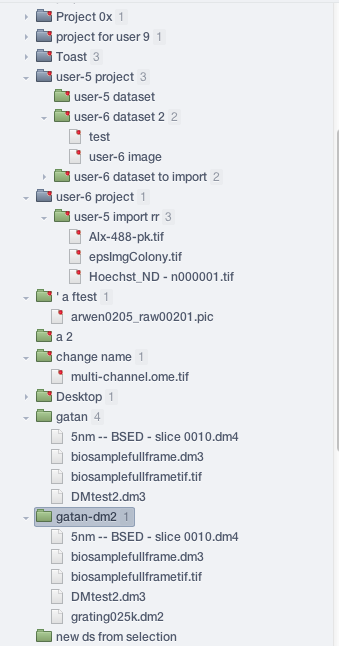 Project 0x 1
project for user 9 1
Toast 3
user-5 project 3
user-5 dataset
user-6 dataset 2 2
test
user-6 image
user-6 dataset to import 2
user-6 project 1
user-5 import rr 3
Alx-488-pk.tif
epsImgColony.tif
Hoechst_ND - n000001.tif
' a ftest 1
arwen0205_raw00201.pic
a 2
change name 1
multi-channel.ome.tif
Desktop 1
gatan 4
5nm -- BSED - slice 0010.dm4
biosamplefullframe.dm3
biosamplefullframetif.tif
DMtest2.dm3
gatan-dm2 1
5nm -- BSED - slice 0010.dm4
biosamplefullframe.dm3
biosamplefullframetif.tif
DMtest2.dm3
grating025k.dm2
new ds from selection